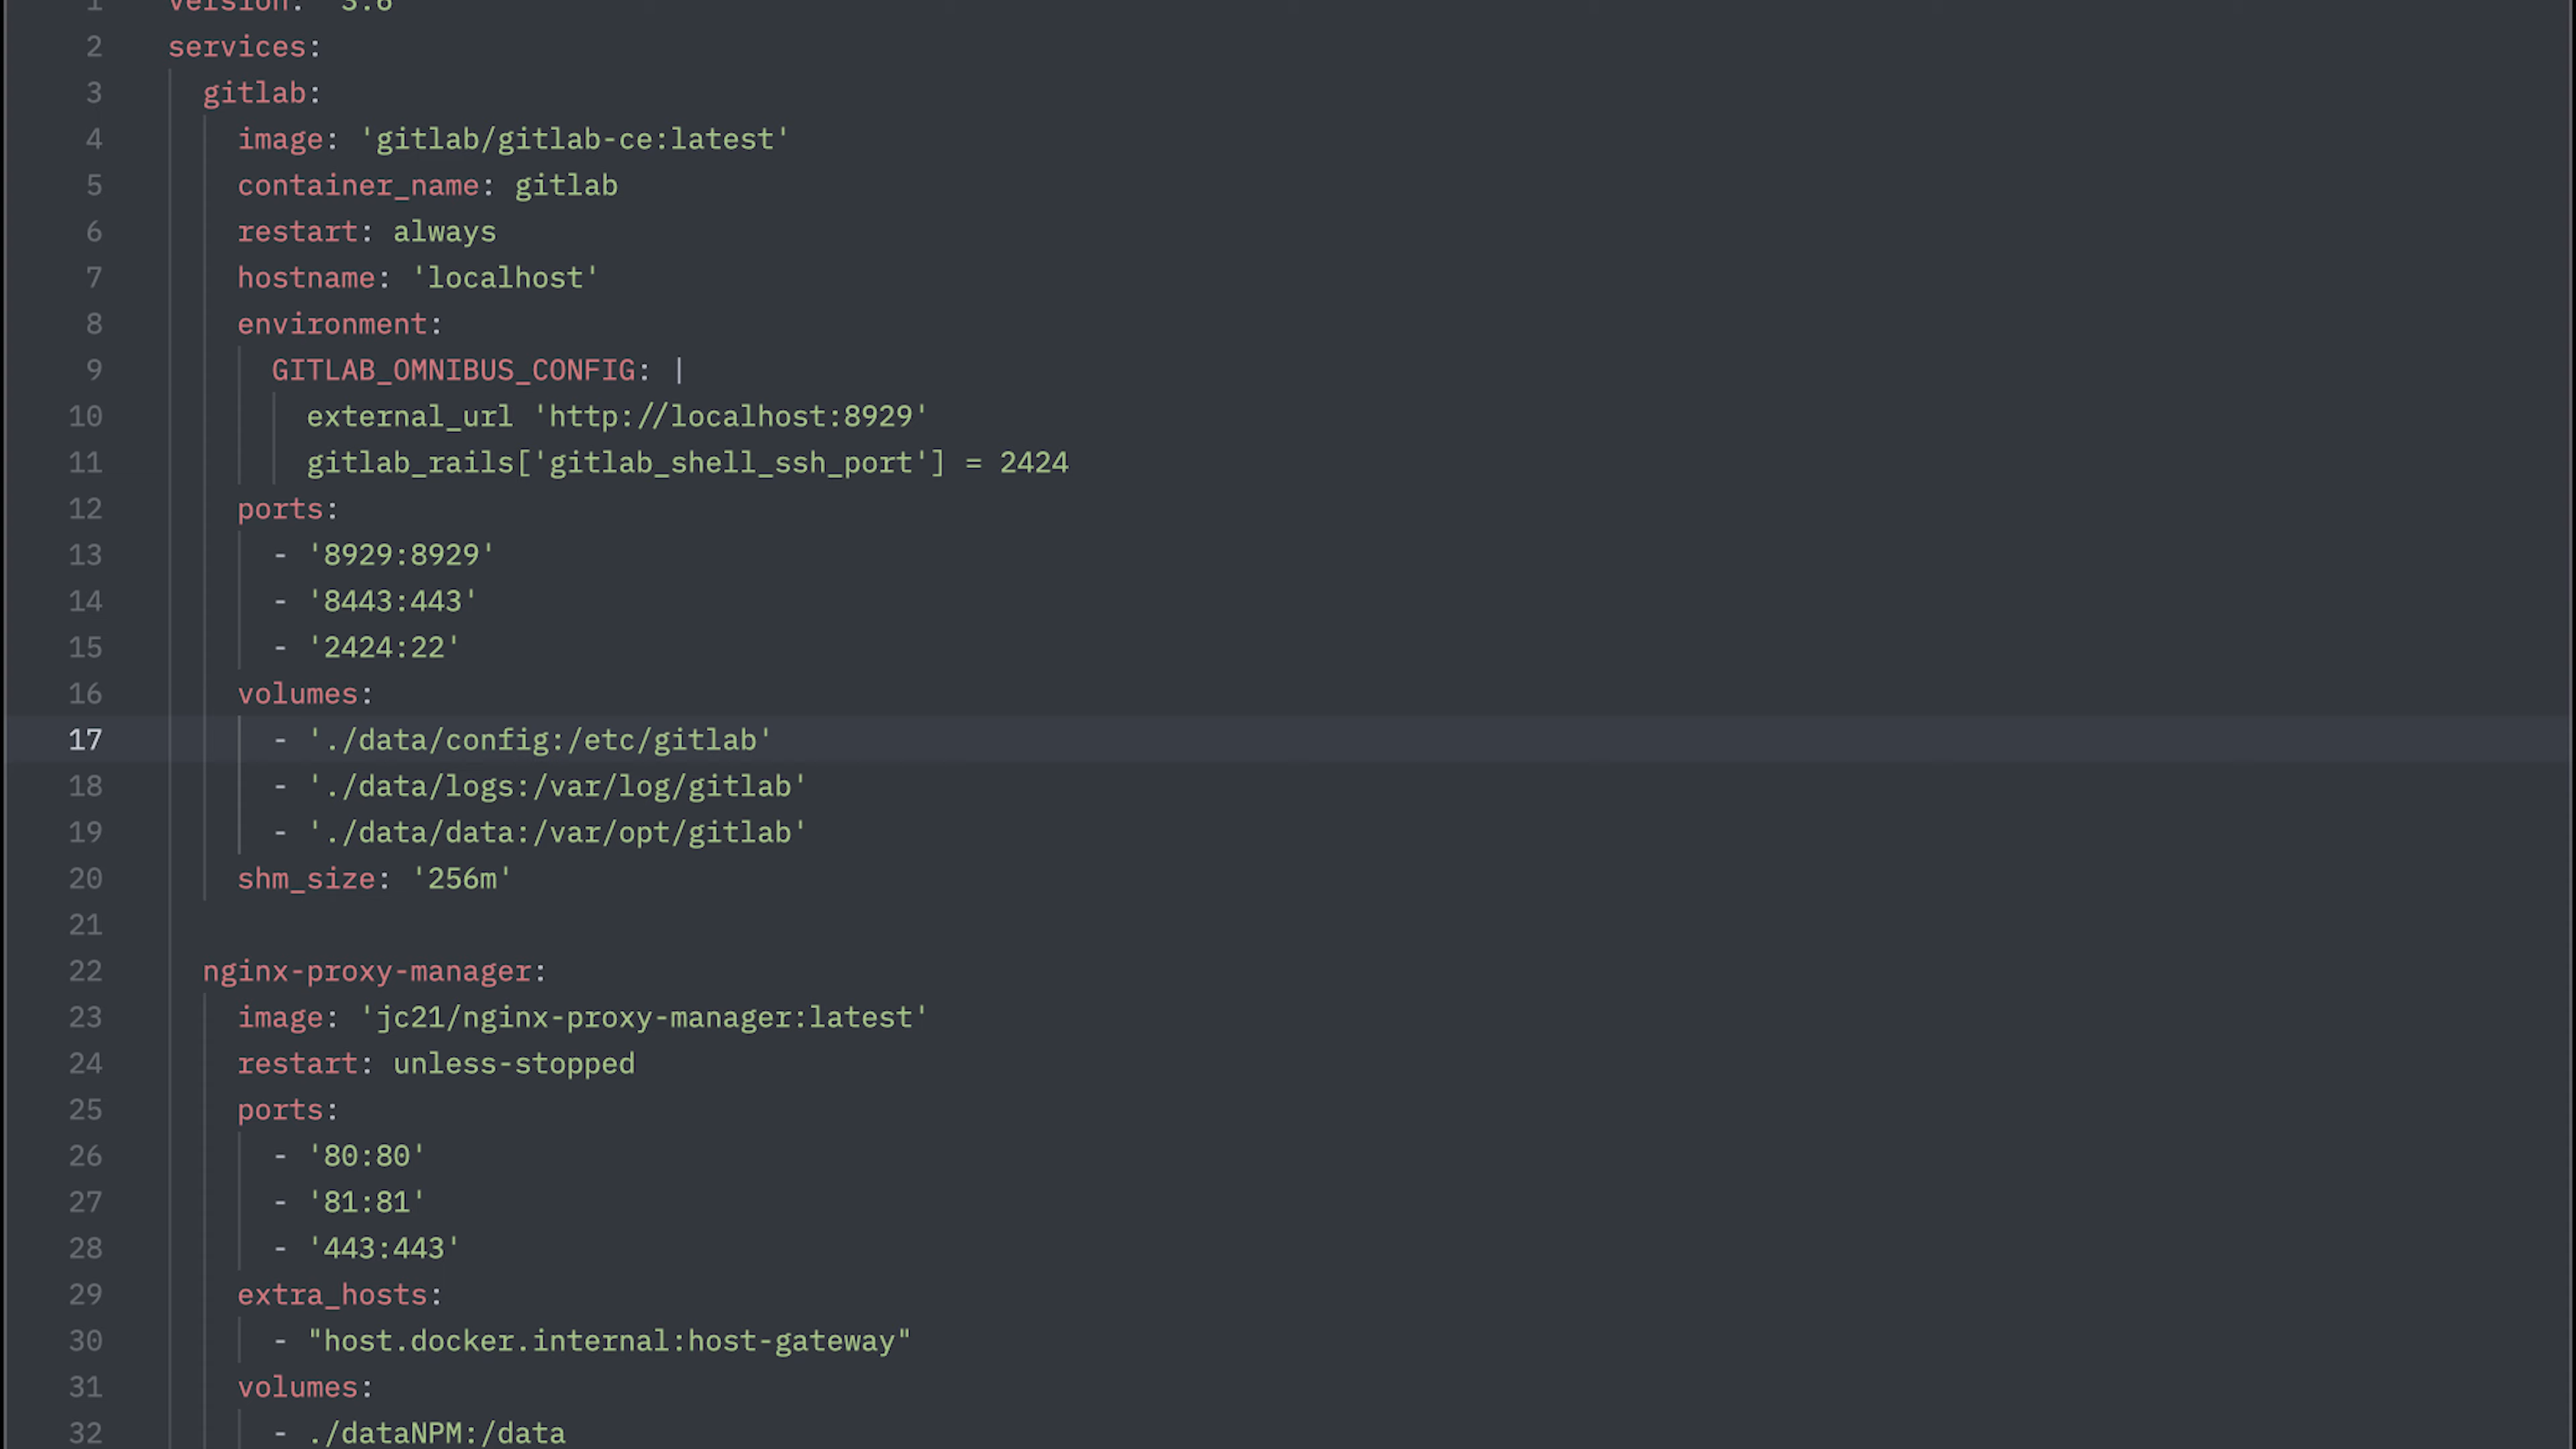 1 version: '3.6'
2 services:
3 gitlab:
4 image: 'gitlab/gitlab-ce:latest'
5 container_name: gitlab
6 restart: always
7 hostname: 'localhost'
8 environment:
9 GITLAB_OMNIBUS_CONFIG: |
10 external_url 'http://localhost:8929'
11 gitlab_rails['gitlab_shell_ssh_port'] = 2424
12 ports:
13 - '8929:8929'
14 - '8443:443'
15 - '2424:22'
16 volumes:
17 - './data/config:/etc/gitlab'
18 - './data/logs:/var/log/gitlab'
19 - './data/data:/var/opt/gitlab'
20 shm_size: '256m'
21
22 nginx-proxy-manager:
23 image: 'jc21/nginx-proxy-manager:latest'
24 restart: unless-stopped
25 ports:
26 - '80:80'
27 - '81:81'
28 - '443:443'
29 extra_hosts:
30 - "host.docker.internal:host-gateway"
31 volumes:
32 - ./dataNPM:/data